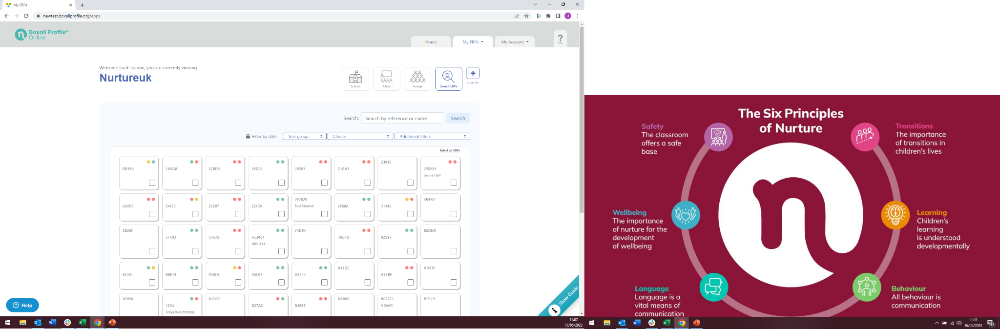 My EBPs
newtest.boxallprofile.org/ebps
J
Boxall Profile®
Online
Home
My EBPs
My Account
?
Help
Welcome back Joanne, you are currently viewing
Nurtureuk
School
Class
Group
Search EBPs
Create EBP
Search:
Search by reference or name
Search
Filter by date
Year group
Classes
Additional filters
Select all EBPs
0D1B4
18AA0
1C8D5
1ED02
203B3
21AA7
23815
239894
Jerina Hall
249D5
24FE5
2CE07
2EF09
2F2829
Test Student
2F68A
31143
394FD
3B26F
57103
5767D
6C3404
ABC XYZ
74D94
7BBFB
82597
82DDA
83561
8BE14
918CB
96C97
A1454
A41DC
A71BF
AD91E
AF658
1234
Freya Woodbridge
B17A7
B27A2
B4567
BA8BB
BBF2E3
A Smith
BEB19
Help
Show Guide
11:07
16/05/2023
The Six Principles
of Nurture
Safety
The classroom
offers a safe
base
Transitions
The importance
of transitions in
children's lives
Wellbeing
The importance
of nurture for the
development
of wellbeing
Learning
Children's
learning
is understood
developmentally
Language
Language is a
vital means of
communication
Behaviour
All behaviour is
communication
11:07
16/05/2023
32